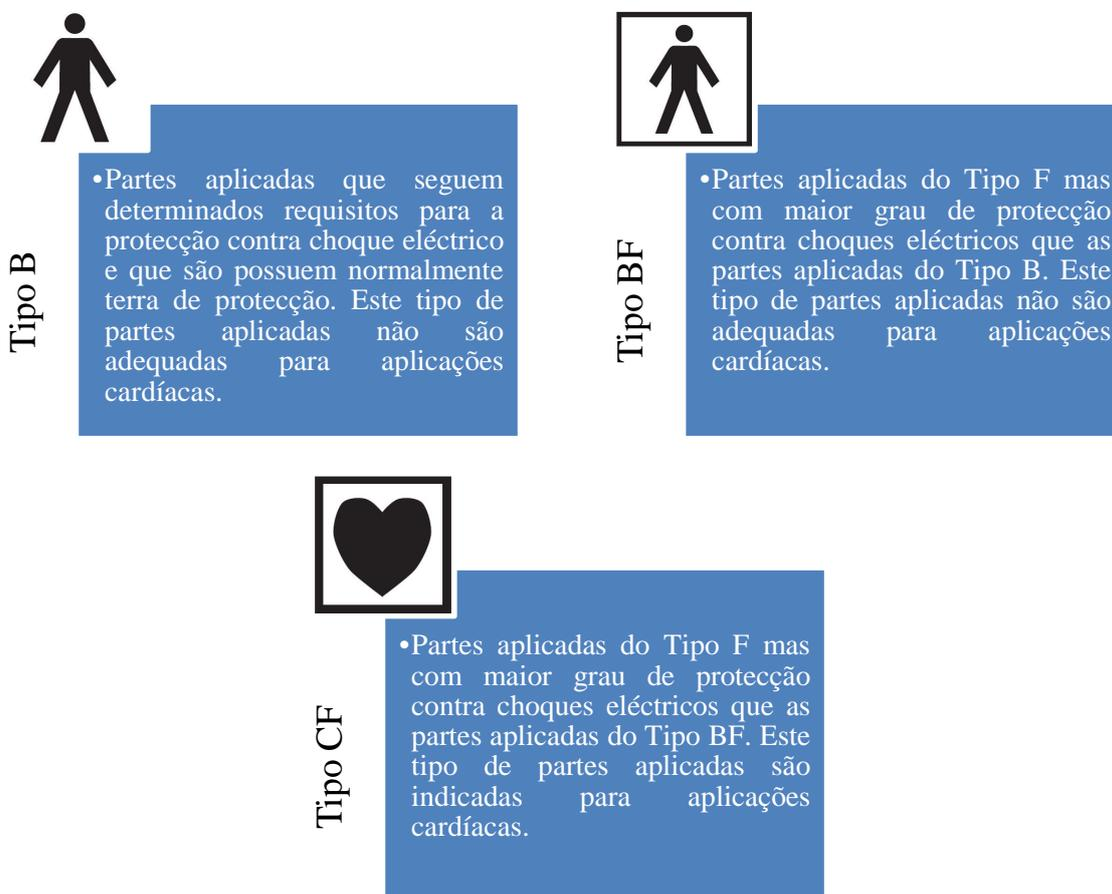 Tipo B
•Partes aplicadas que seguem
determinados requisitos para a
protecção contra choque eléctrico
e que são possuem normalmente
terra de protecção. Este tipo de
partes aplicadas não são
adequadas para aplicações
cardíacas.
Tipo BF
•Partes aplicadas do Tipo F mas
com maior grau de protecção
contra choques eléctricos que as
partes aplicadas do Tipo B. Este
tipo de partes aplicadas não são
adequadas para aplicações
cardíacas.
Tipo CF
•Partes aplicadas do Tipo F mas
com maior grau de protecção
contra choques eléctricos que as
partes aplicadas do Tipo BF. Este
tipo de partes aplicadas são
indicadas para aplicações
cardíacas.